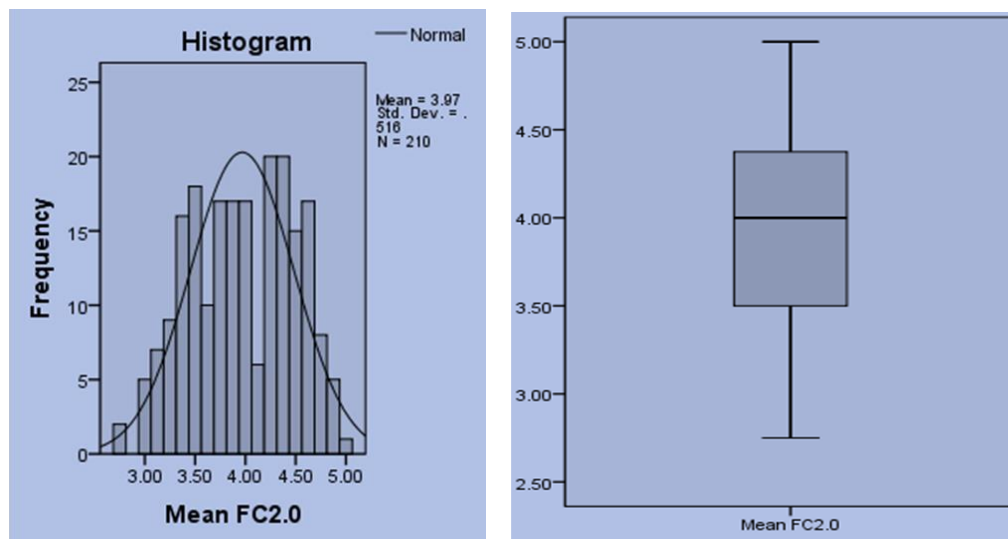 Histogram
Normal
Mean = 3.97
Std. Dev. = .
516
N = 210
25
20
15
10
5
0
Frequency
3.00 3.50 4.00 4.50 5.00
Mean FC2.0
5.00
4.50
4.00
3.50
3.00
2.50
Mean FC2.0